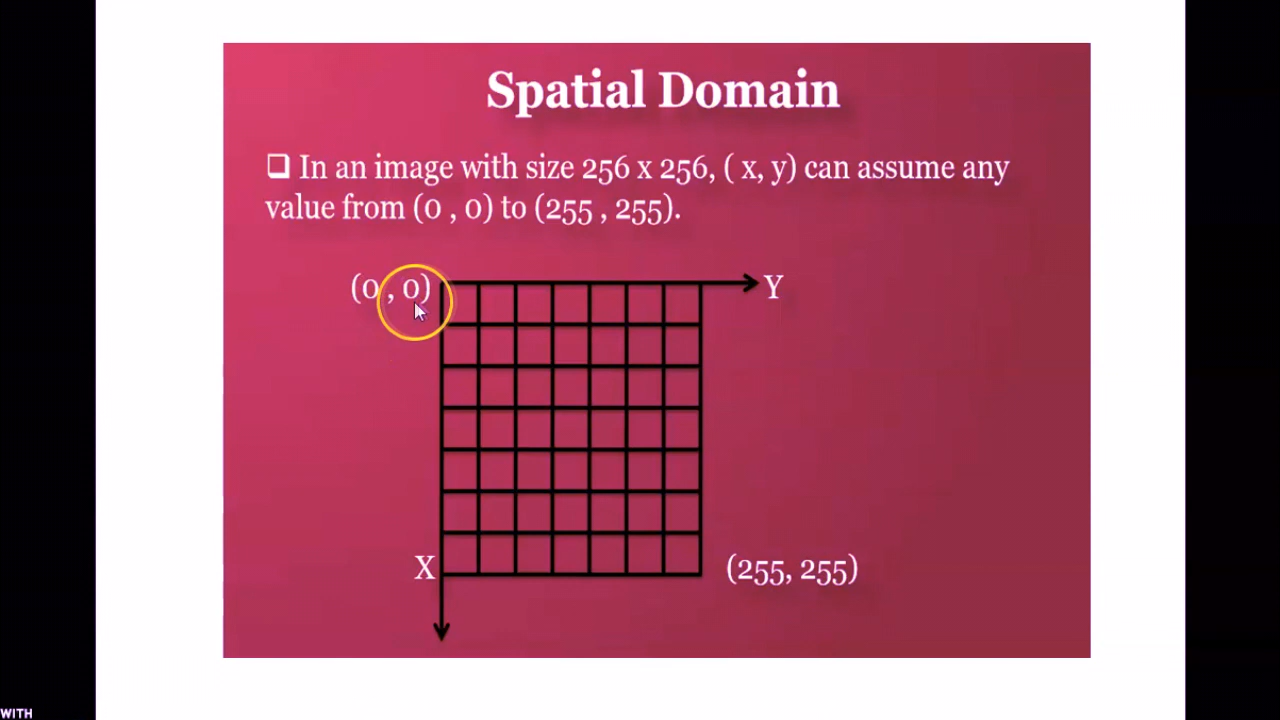 Spatial Domain
❑ In an image with size 256 x 256, ( x, y) can assume any
value from (0 , 0) to (255 , 255).
(0 , 0)
Y
X
(255, 255)
WITH